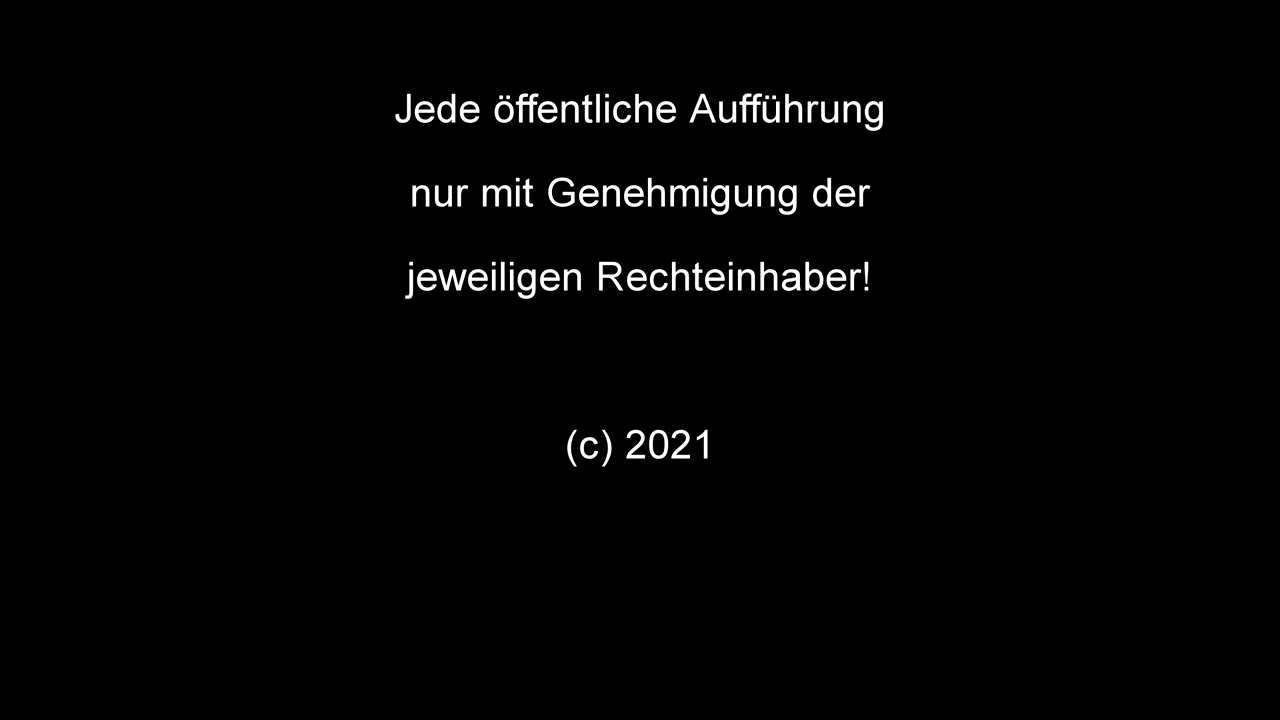 Jede öffentliche Aufführung
nur mit Genehmigung der
jeweiligen Rechteinhaber!
(c) 2021